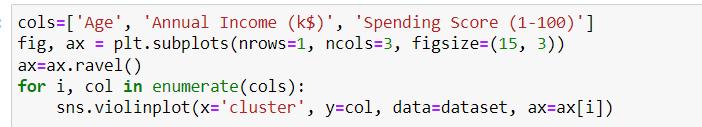 cols=['Age', 'Annual Income (k$)', 'Spending Score (1-100)']
fig, ax = plt.subplots(nrows=1, ncols=3, figsize=(15, 3))
ax=ax.ravel()
for i, col in enumerate(cols):
    sns.violinplot(x='cluster', y=col, data=dataset, ax=ax[i])